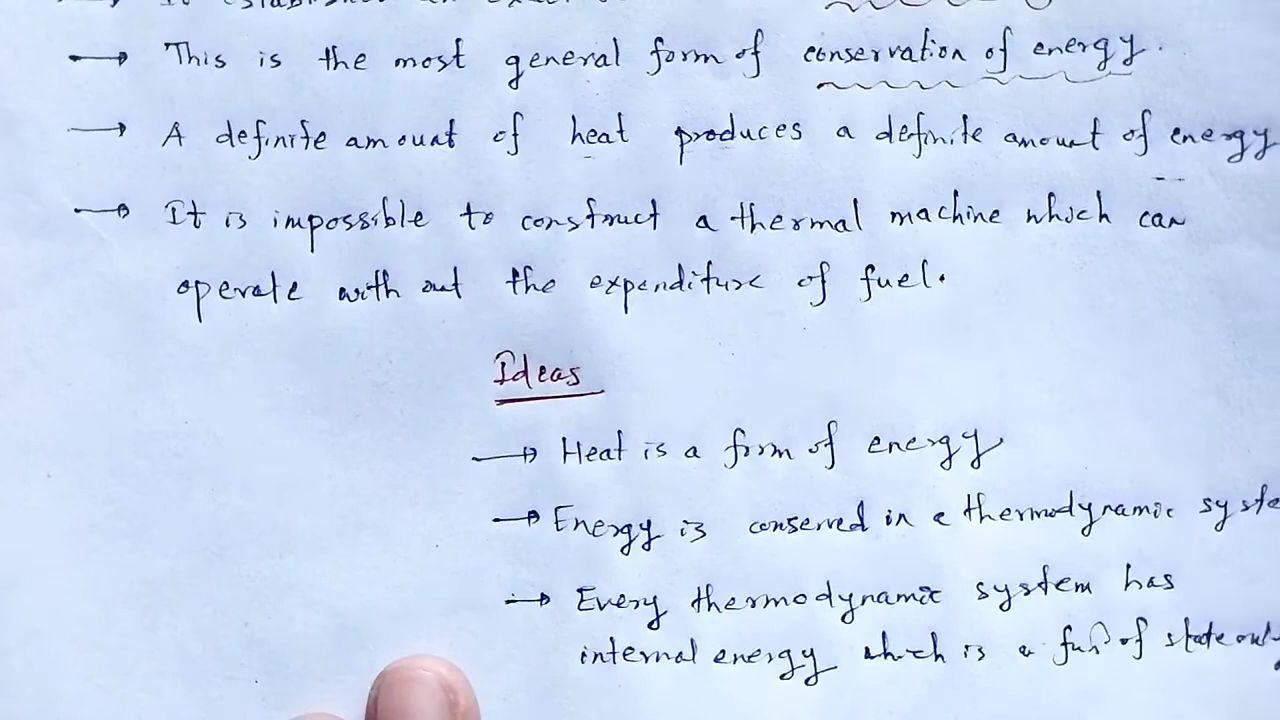 → This is the most general form of conservation of energy.
→ A definite amount of heat produces a definite amount of energy
→ It is impossible to construct a thermal machine which can
operate with out the expenditure of fuel.
Ideas
→ Heat is a form of energy
→ Energy is conserved in a thermodynamic syste
→ Every thermodynamic system has
internal energy which is a fun of state onl